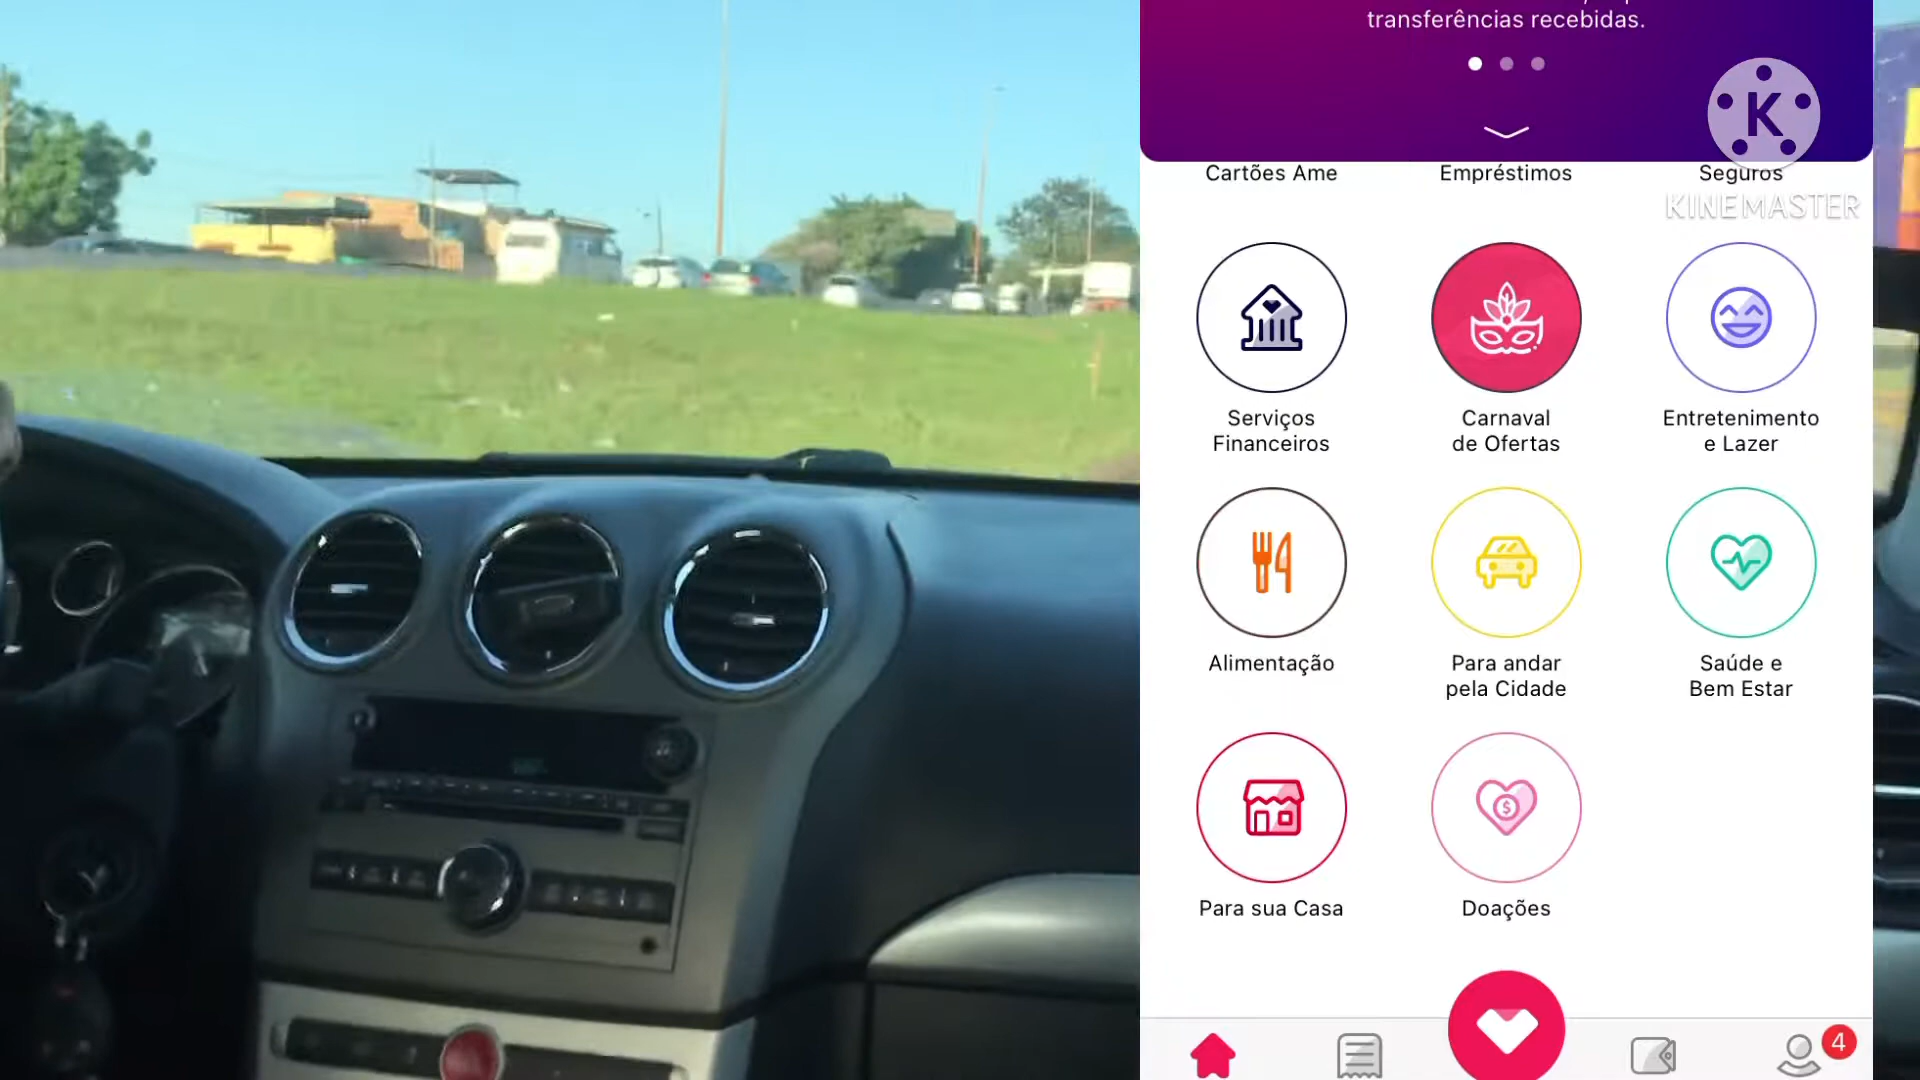 transferências recebidas.
K
KINEMASTER
Cartões Ame
Empréstimos
Seguros
Serviços
Financeiros
Carnaval
de Ofertas
Entretenimento
e Lazer
Alimentação
Para andar
pela Cidade
Saúde e
Bem Estar
Para sua Casa
Doações
4